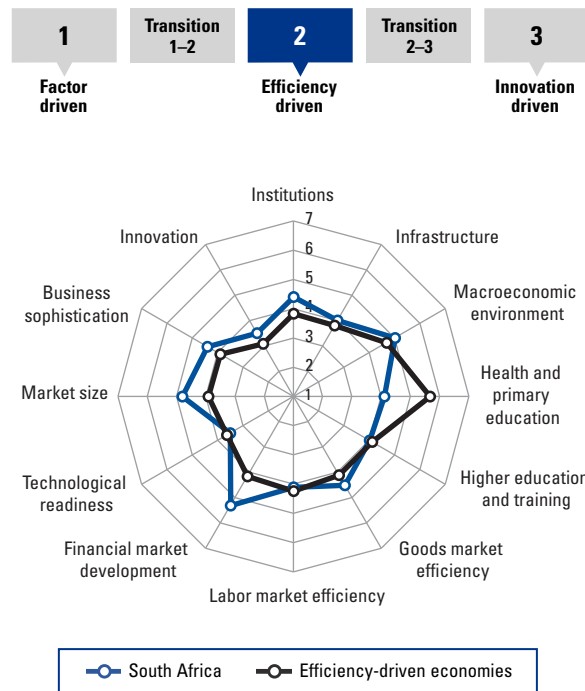 1
Transition
1–2
2
Transition
2–3
3
Factor
driven
Efficiency
driven
Innovation
driven
Institutions
7
6
5
4
3
2
1
Infrastructure
Macroeconomic
environment
Health and
primary
education
Higher education
and training
Goods market
efficiency
Labor market efficiency
Financial market
development
Technological
readiness
Market size
Business
sophistication
Innovation
South Africa
Efficiency-driven economies